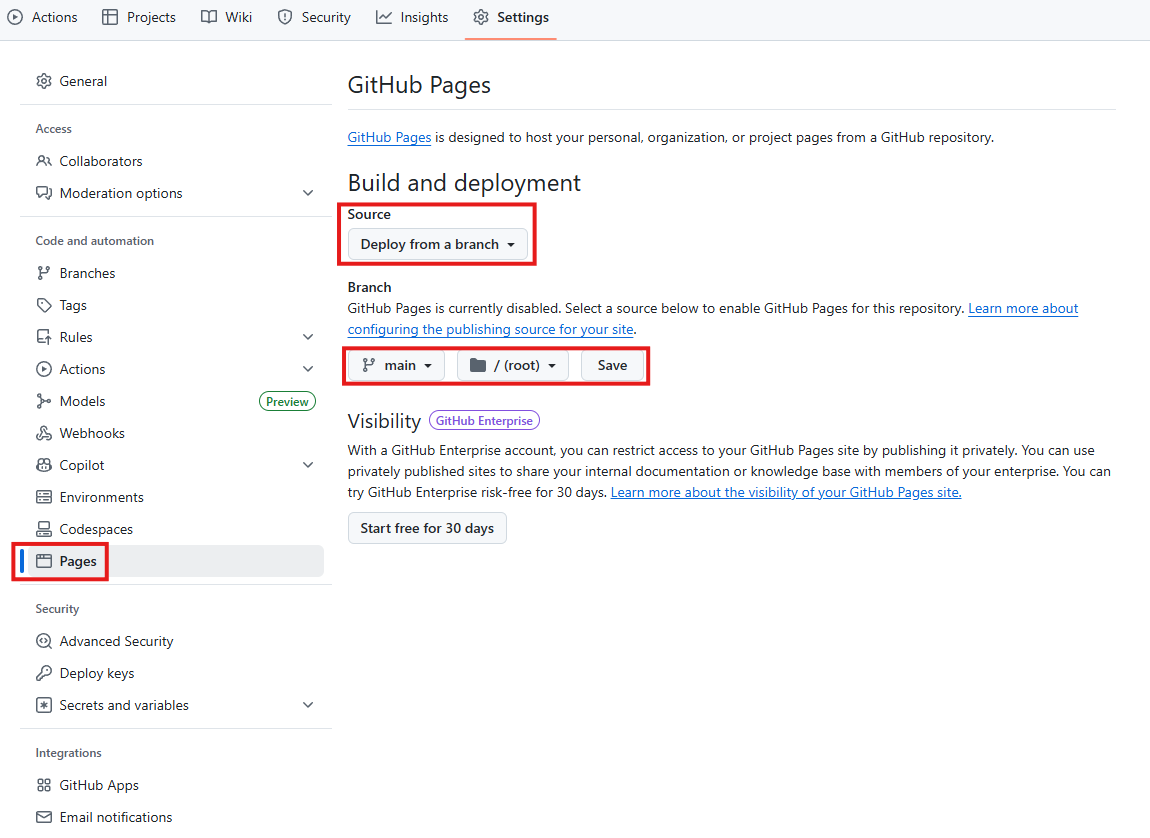 Actions Projects Wiki Security Insights Settings
General
Access
Collaborators
Moderation options
Code and automation
Branches
Tags
Rules
Actions
Models Preview
Webhooks
Copilot
Environments
Codespaces
Pages
Security
Advanced Security
Deploy keys
Secrets and variables
Integrations
GitHub Apps
Email notifications
GitHub Pages
GitHub Pages is designed to host your personal, organization, or project pages from a GitHub repository.
Build and deployment
Source
Deploy from a branch
Branch
GitHub Pages is currently disabled. Select a source below to enable GitHub Pages for this repository. Learn more about
configuring the publishing source for your site.
main / (root) Save
Visibility GitHub Enterprise
With a GitHub Enterprise account, you can restrict access to your GitHub Pages site by publishing it privately. You can use
privately published sites to share your internal documentation or knowledge base with members of your enterprise. You can
try GitHub Enterprise risk-free for 30 days. Learn more about the visibility of your GitHub Pages site.
Start free for 30 days